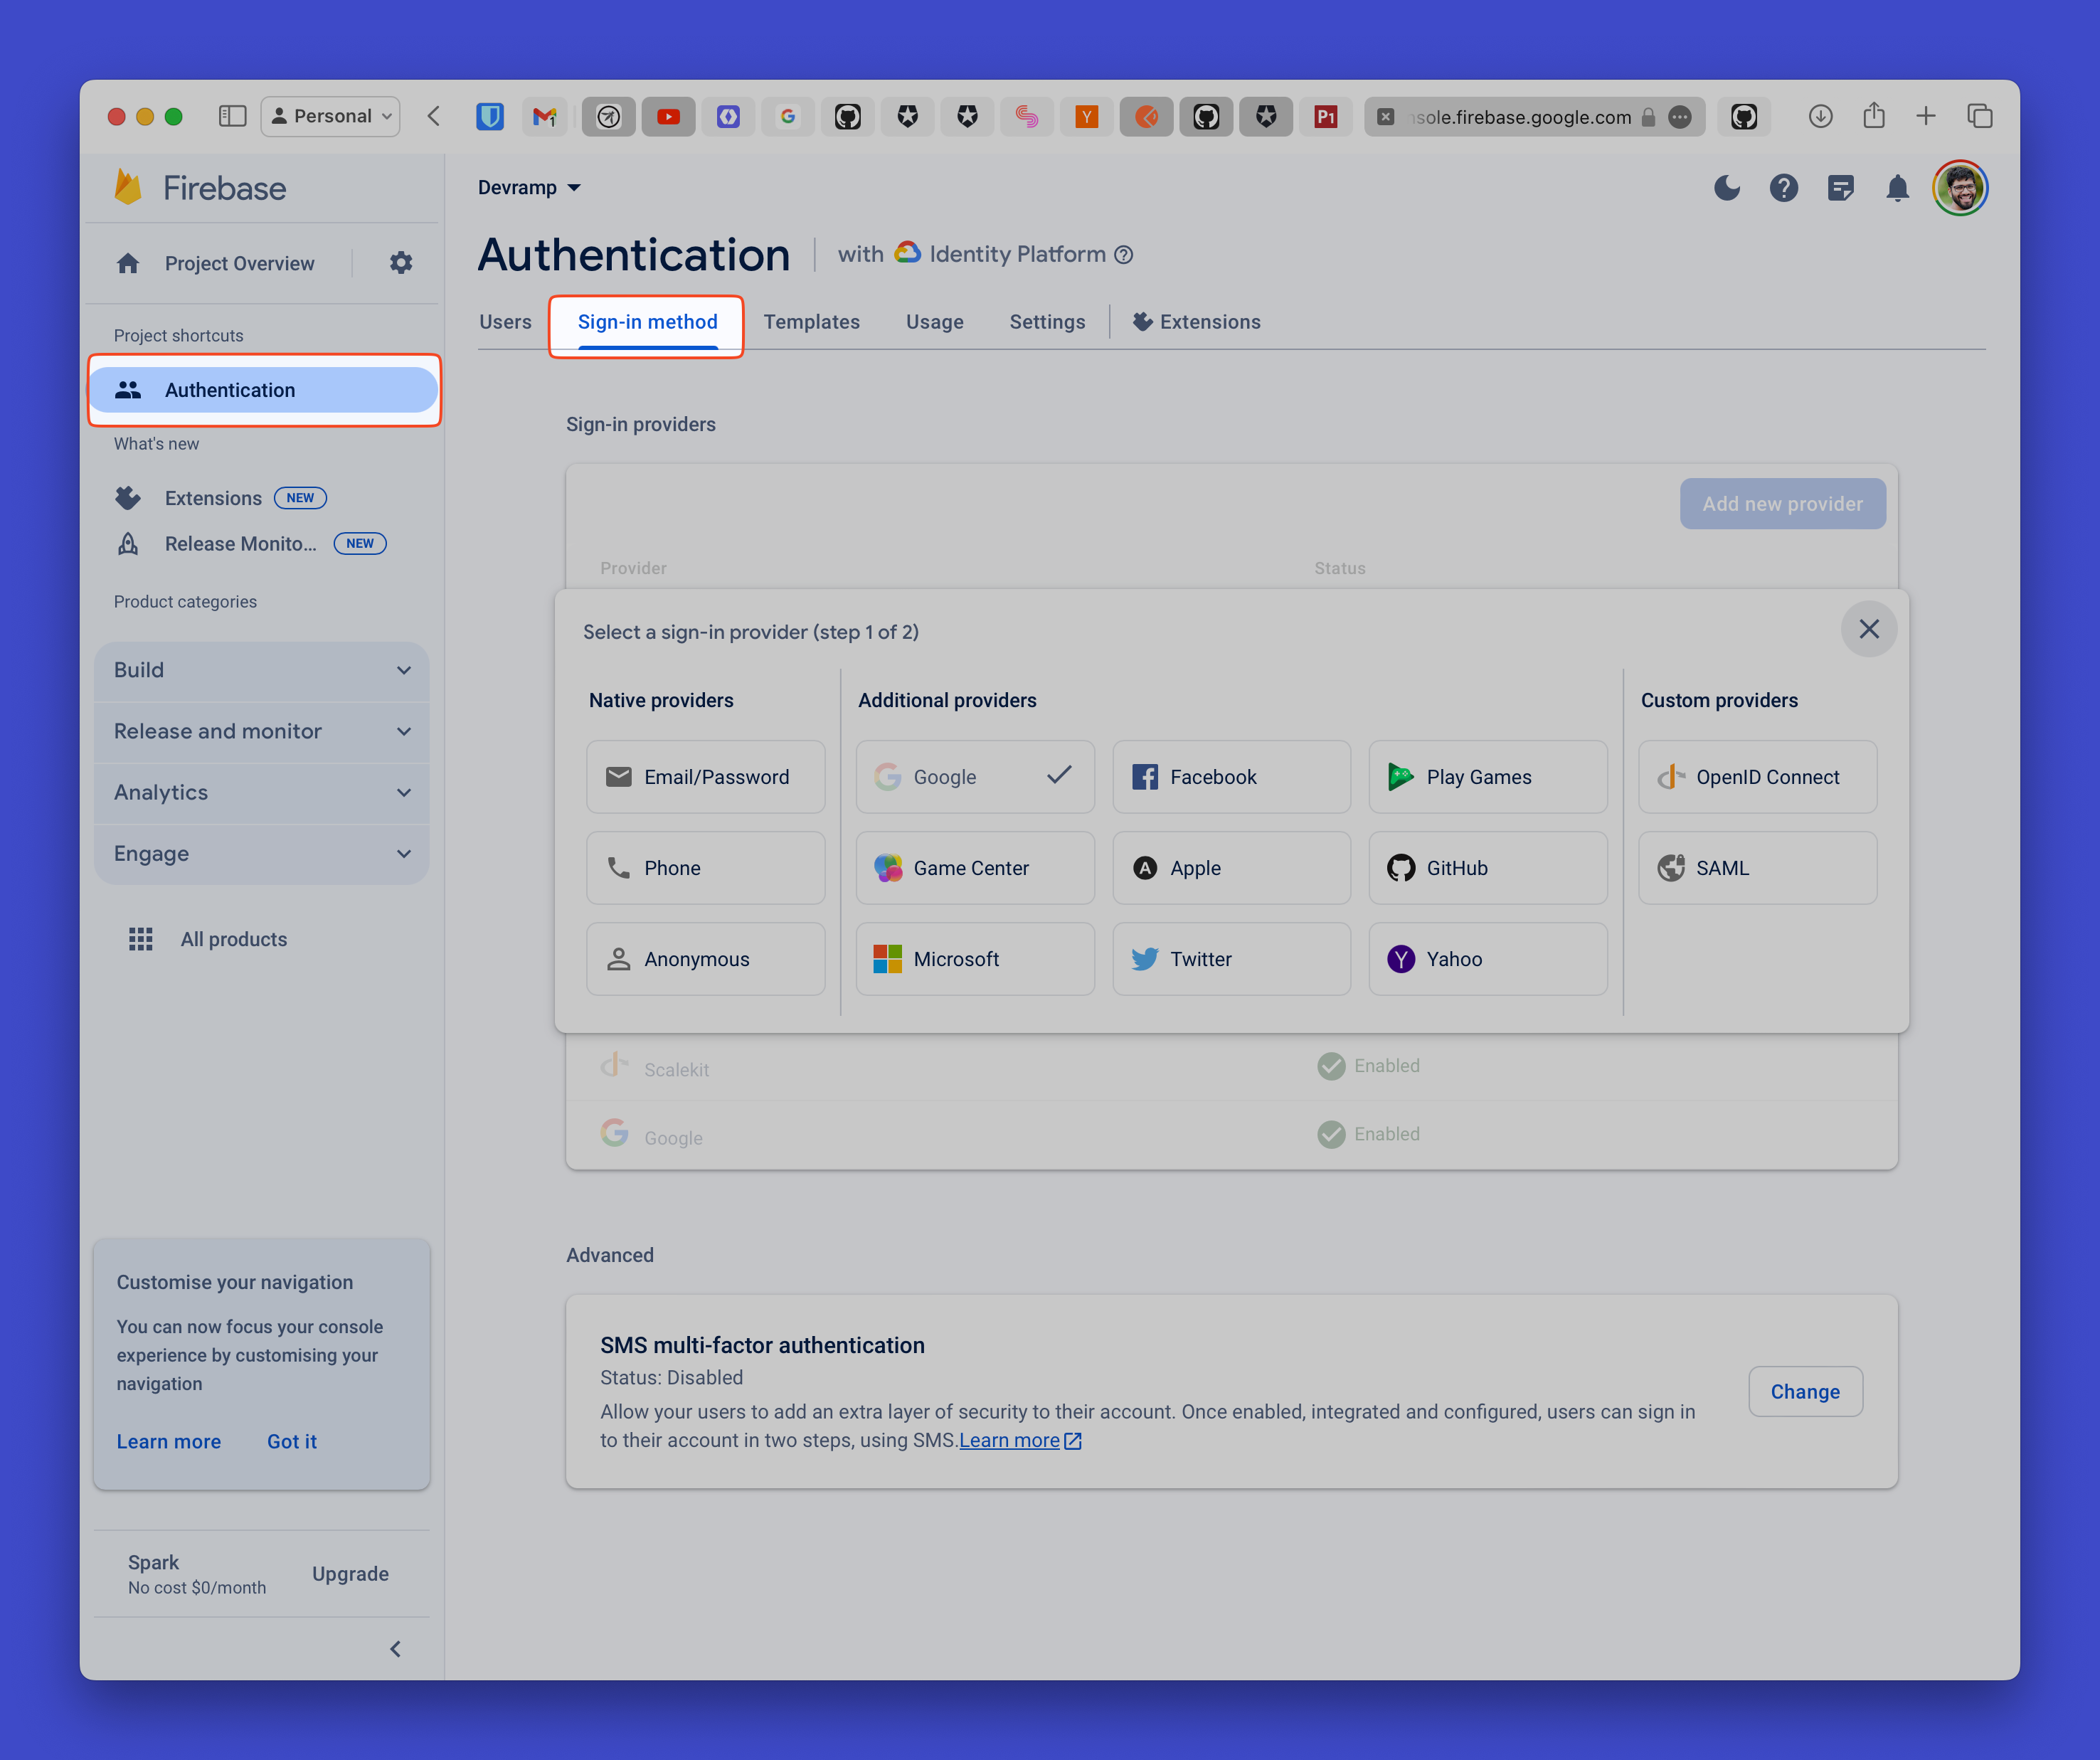 Personal
nsole.firebase.google.com
Firebase
Project Overview
Project shortcuts
Authentication
What's new
Extensions NEW
Release Monito... NEW
Product categories
Build
Release and monitor
Analytics
Engage
All products
Customise your navigation
You can now focus your console
experience by customising your
navigation
Learn more Got it
Spark
No cost $0/month
Upgrade
Devramp
Authentication with Identity Platform
Users Sign-in method Templates Usage Settings Extensions
Sign-in providers
Add new provider
Provider Status
Select a sign-in provider (step 1 of 2)
Native providers Additional providers Custom providers
Email/Password Google Facebook Play Games OpenID Connect
Phone Game Center Apple GitHub SAML
Anonymous Microsoft Twitter Yahoo
Scalekit Enabled
Google Enabled
Advanced
SMS multi-factor authentication
Status: Disabled
Allow your users to add an extra layer of security to their account. Once enabled, integrated and configured, users can sign in
to their account in two steps, using SMS.Learn more
Change